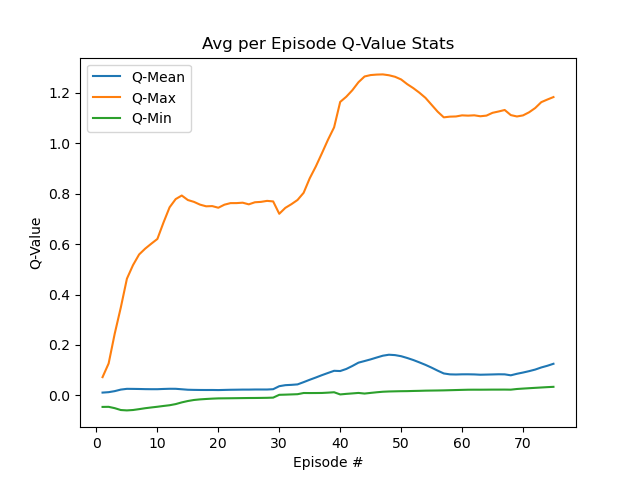 Avg per Episode Q-Value Stats
Q-Mean
Q-Max
Q-Min
Q-Value
1.2
1.0
0.8
0.6
0.4
0.2
0.0
0 10 20 30 40 50 60 70
Episode #